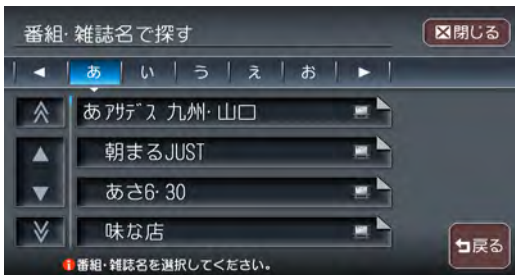 番組・雑誌名で探す
閉じる
あ い う え お
あ ｱｻﾃﾞｽ 九州・山口
朝まるJUST
あさ6・30
味な店
戻る
番組・雑誌名を選択してください。